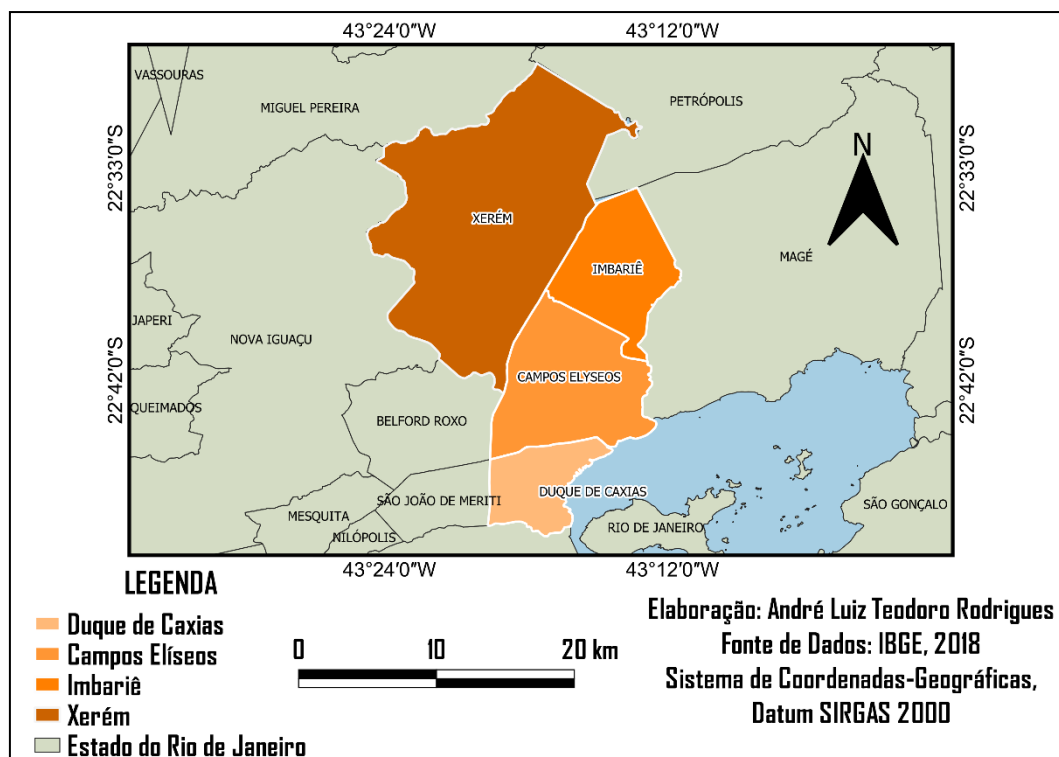 43°24'0"W 43°12'0"W
VASSOURAS
MIGUEL PEREIRA
PETRÓPOLIS
22°33'0"S
22°33'0"S
N
XERÉM
IMBARIÊ
MAGÉ
JAPERI
NOVA IGUAÇU
22°42'0"S
22°42'0"S
CAMPOS ELYSEOS
QUEIMADOS
BELFORD ROXO
DUQUE DE CAXIAS
SÃO JOÃO DE MERITI
SÃO GONÇALO
MESQUITA
RIO DE JANEIRO
NILÓPOLIS
43°24'0"W 43°12'0"W
LEGENDA
Duque de Caxias
Campos Elíseos
Imbariê
Xerém
Estado do Rio de Janeiro
0 10 20 km
Elaboração: André Luiz Teodoro Rodrigues
Fonte de Dados: IBGE, 2018
Sistema de Coordenadas-Geográficas,
Datum SIRGAS 2000